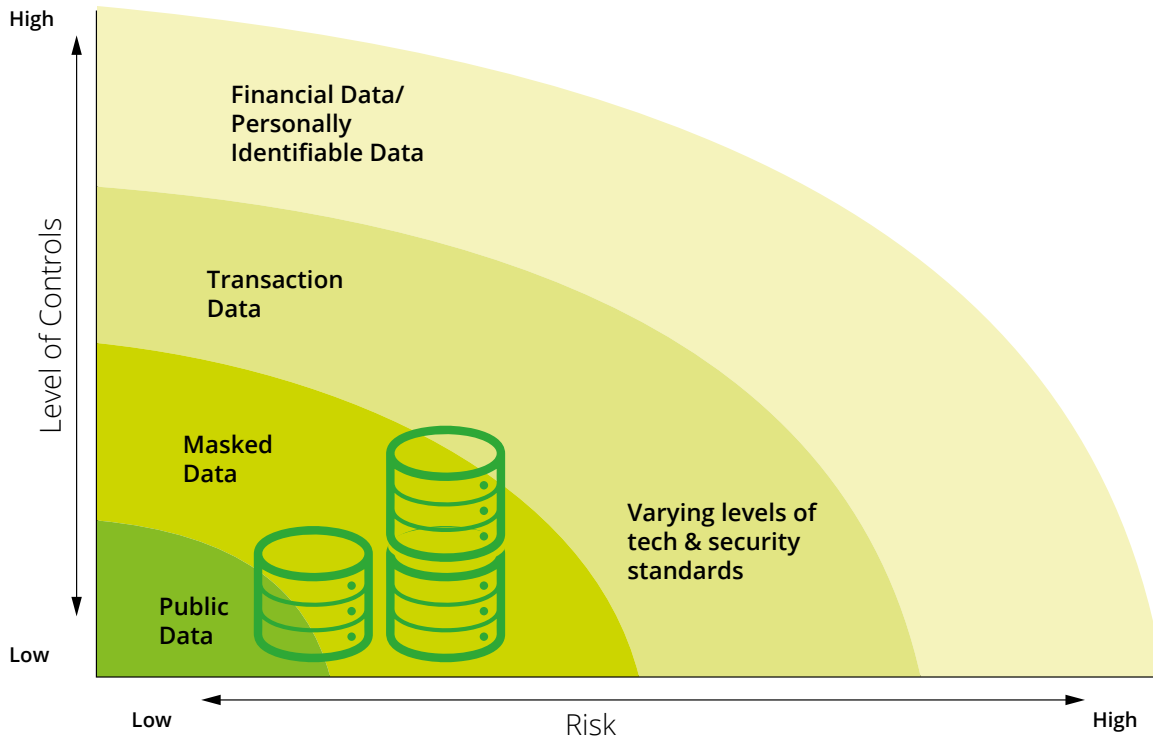 High
Financial Data/
Personally
Identifiable Data
Level of Controls
Transaction
Data
Masked
Data
Varying levels of
tech & security
standards
Public
Data
Low
Low
Risk
High